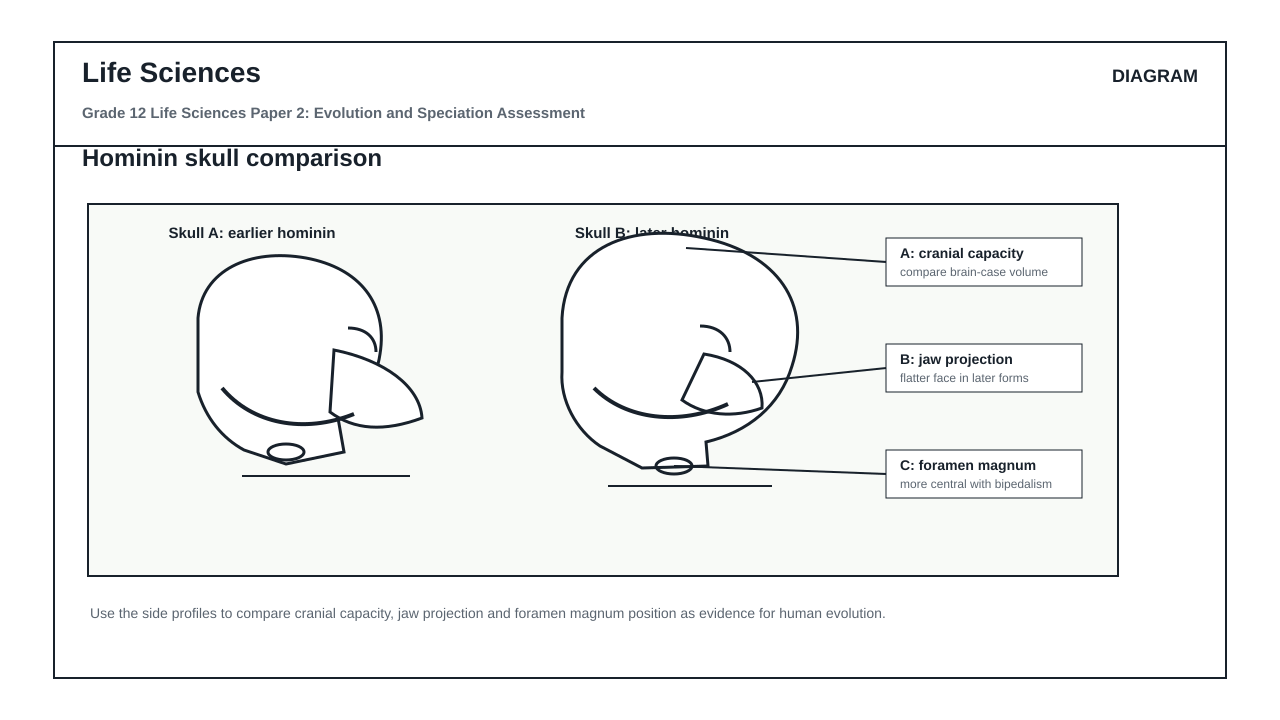 Life Sciences
DIAGRAM
Grade 12 Life Sciences Paper 2: Evolution and Speciation Assessment
Hominin skull comparison
Skull A: earlier hominin
Skull B: later hominin
A: cranial capacity
compare brain-case volume
B: jaw projection
flatter face in later forms
C: foramen magnum
more central with bipedalism
Use the side profiles to compare cranial capacity, jaw projection and foramen magnum position as evidence for human evolution.